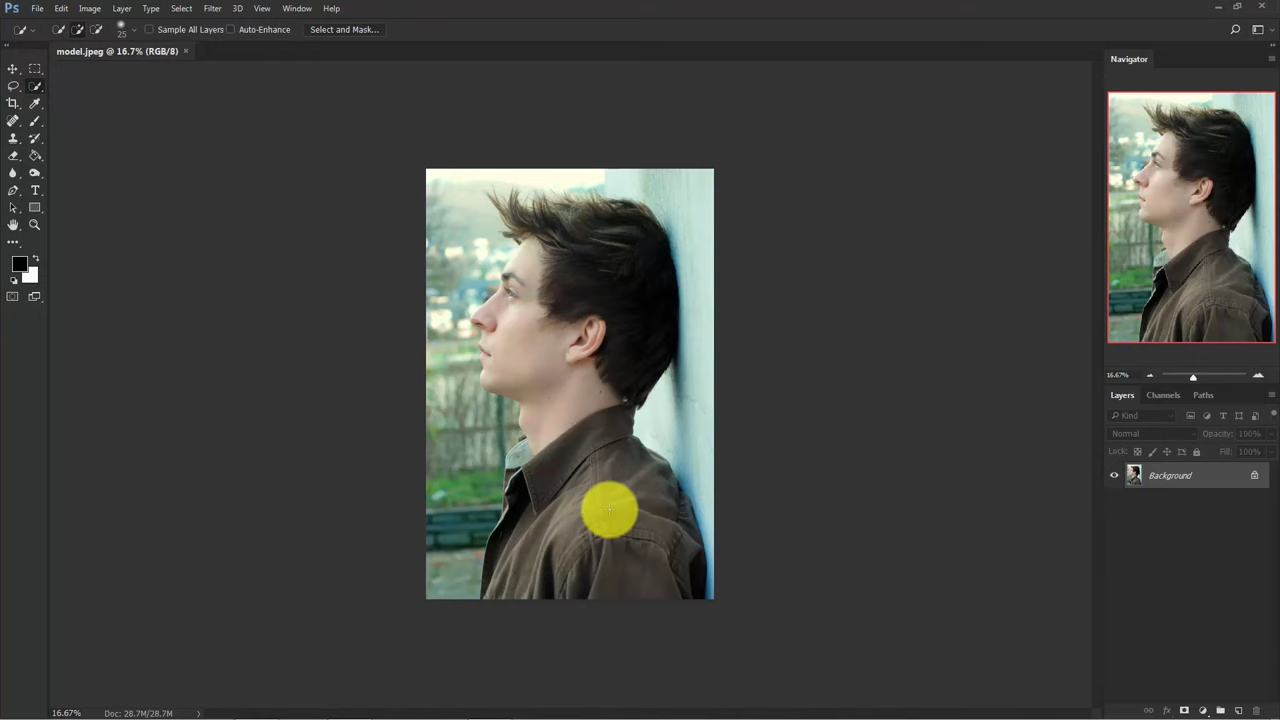 Ps File Edit Image Layer Type Select Filter 3D View Window Help
25 Sample All Layers Auto-Enhance Select and Mask...
model.jpeg @ 16.7% (RGB/8) ×
Navigator
16.67%
Layers Channels Paths
Kind
Normal Opacity: 100%
Lock: Fill: 100%
Background
16.67% Doc: 28.7M/28.7M